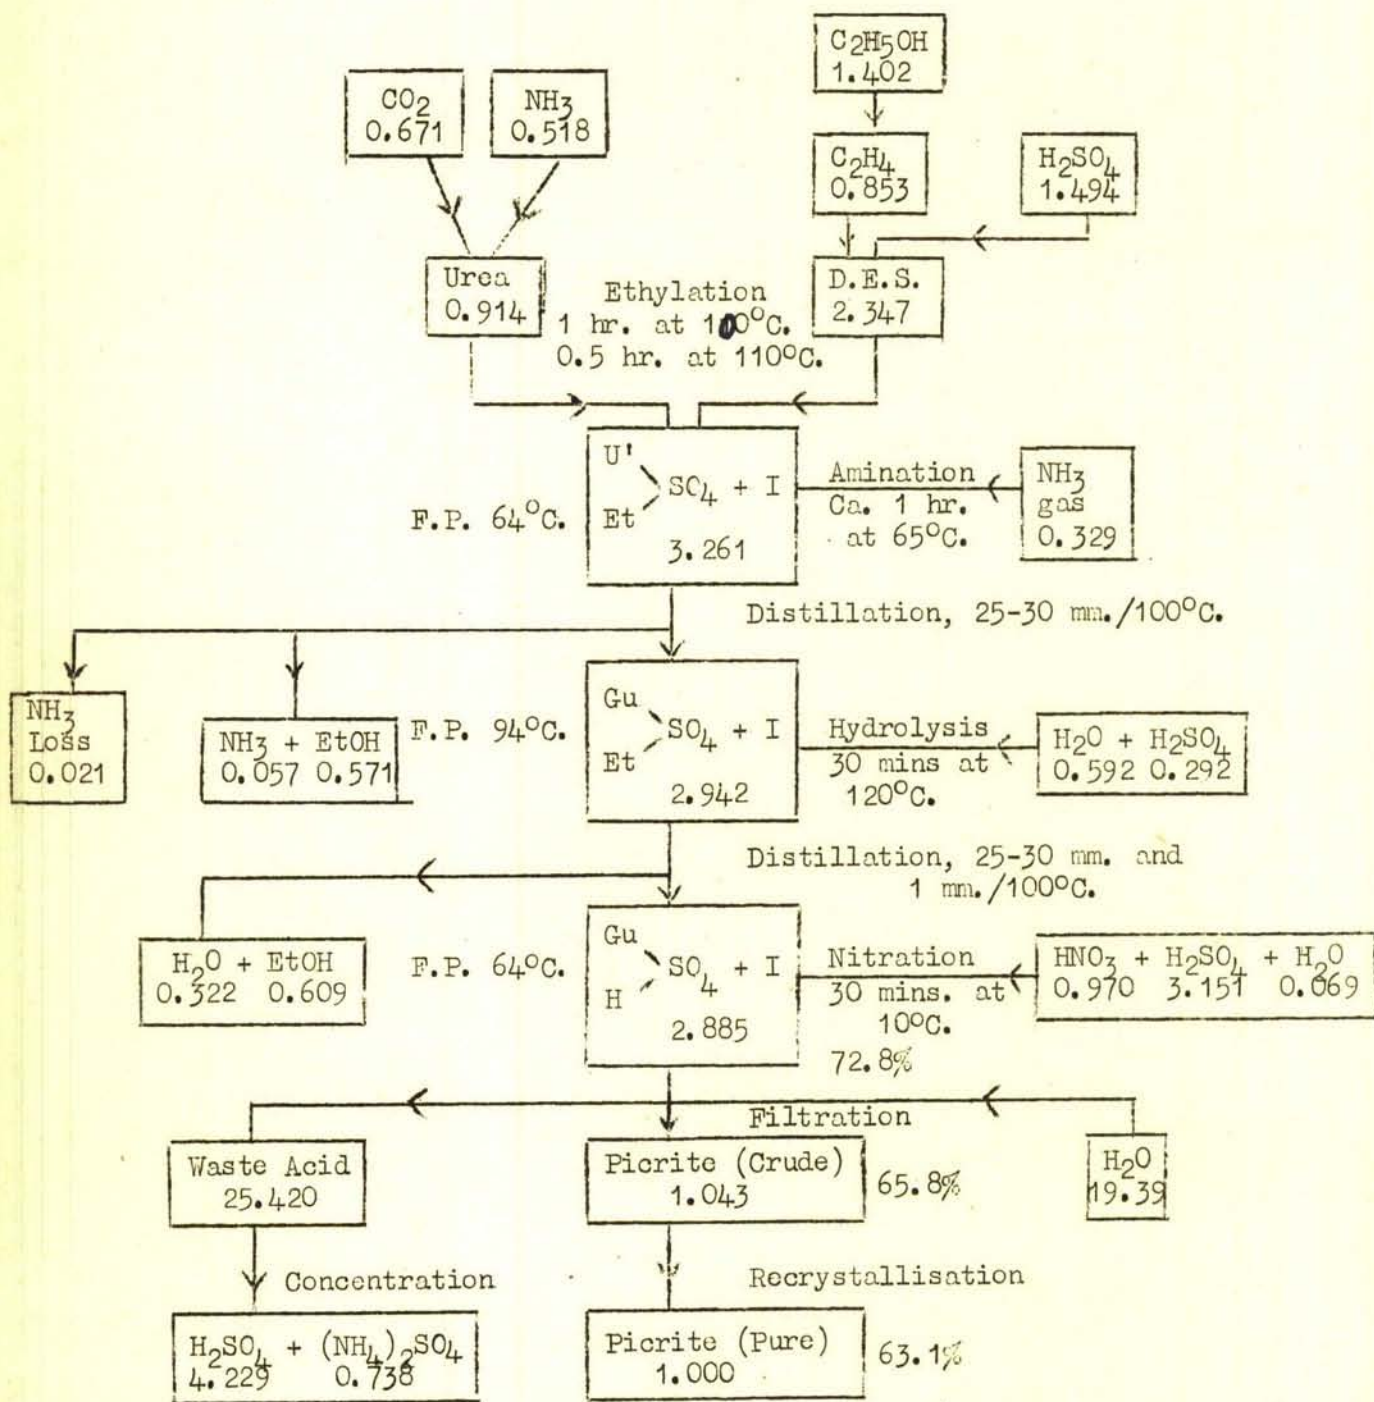 C2H5OH
1.402
CO2
0.671
NH3
0.518
C2H4
0.853
H2SO4
1.494
Urea
0.914
Ethylation
1 hr. at 100°C.
0.5 hr. at 110°C.
D.E.S.
2.347
U'
Et
SO4 + I
3.261
F.P. 64°C.
Amination
Ca. 1 hr.
at 65°C.
NH3
gas
0.329
Distillation, 25-30 mm./100°C.
NH3
Loss
0.021
NH3 + EtOH
0.057 0.571
F.P. 94°C.
Gu
Et
SO4 + I
2.942
Hydrolysis
30 mins at
120°C.
H2O + H2SO4
0.592 0.292
Distillation, 25-30 mm. and
1 mm./100°C.
H2O + EtOH
0.322 0.609
F.P. 64°C.
Gu
H
SO4 + I
2.885
Nitration
30 mins. at
10°C.
72.8%
HNO3 + H2SO4 + H2O
0.970 3.151 0.069
Filtration
Waste Acid
25.420
Picrite (Crude)
1.043
65.8%
H2O
19.39
Concentration
Recrystallisation
H2SO4 + (NH4)2SO4
4.229 0.738
Picrite (Pure)
1.000
63.1%